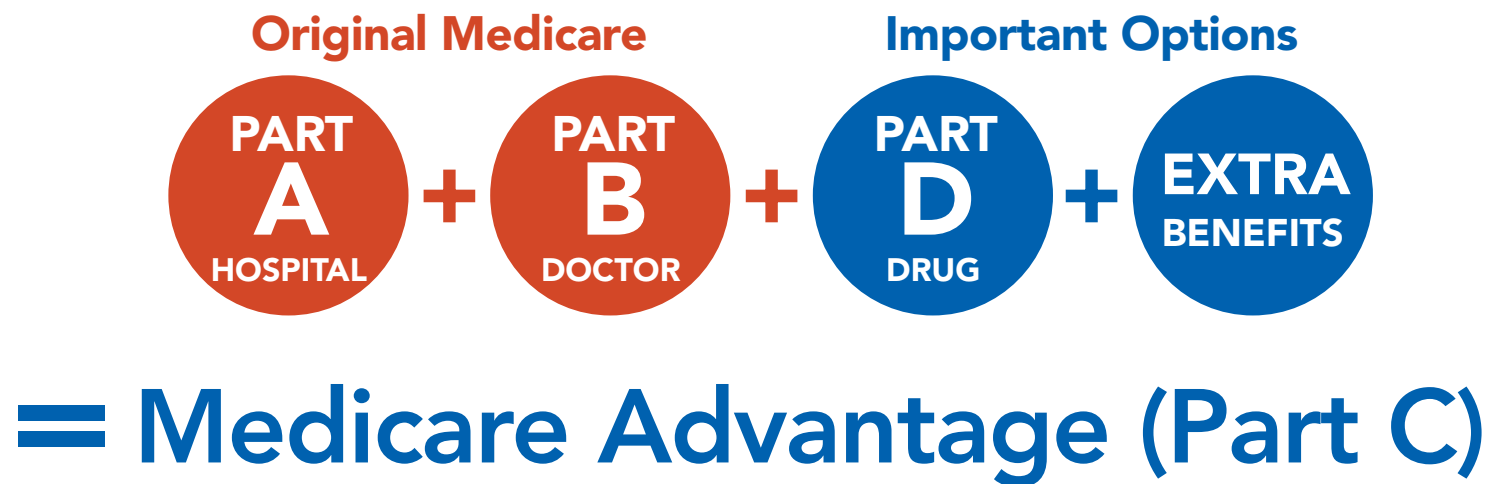 Original Medicare
Important Options
PART
A
HOSPITAL
+
PART
B
DOCTOR
+
PART
D
DRUG
+
EXTRA
BENEFITS
= Medicare Advantage (Part C)